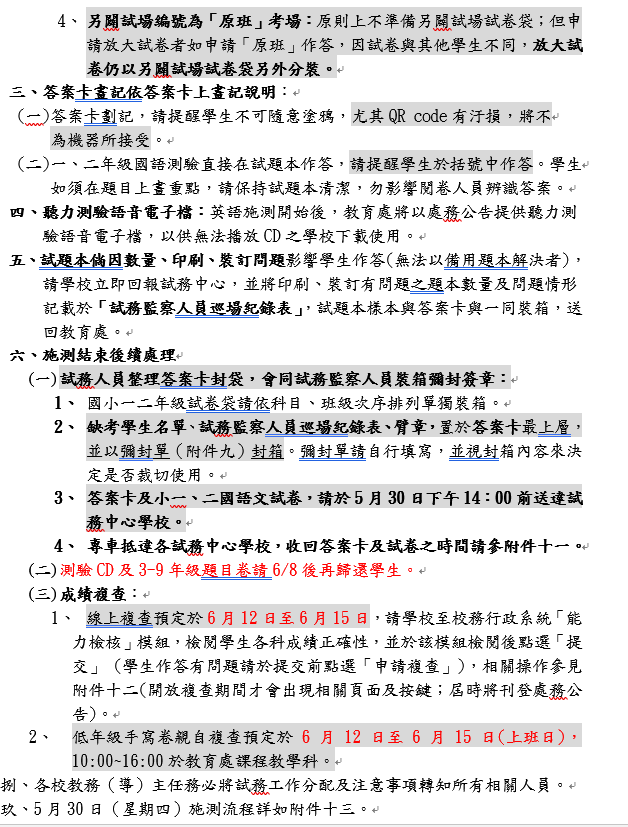 4、 另闢試場編號為「原班」考場：原則上不準備另闢試場試卷袋；但申
請放大試卷者如申請「原班」作答，因試卷與其他學生不同，放大試
卷仍以另闢試場試卷袋另外分裝。
三、答案卡畫記依答案卡上畫記說明：
(一)答案卡劃記，請提醒學生不可隨意塗鴉，尤其 QR code 有汙損，將不
為機器所接受。
(二)一、二年級國語測驗直接在試題本作答，請提醒學生於括號中作答。學生
如須在題目上畫重點，請保持試題本清潔，勿影響閱卷人員辨識答案。
四、聽力測驗語音電子檔：英語施測開始後，教育處將以處務公告提供聽力測
驗語音電子檔，以供無法播放 CD 之學校下載使用。
五、試題本倘因數量、印刷、裝訂問題影響學生作答(無法以備用題本解決者)，
請學校立即回報試務中心，並將印刷、裝訂有問題之題本數量及問題情形
記載於「試務監察人員巡場紀錄表」，試題本樣本與答案卡與一同裝箱，送
回教育處。
六、施測結束後續處理
(一)試務人員整理答案卡封袋，會同試務監察人員裝箱彌封簽章：
1、 國小一二年級試卷袋請依科目、班級次序排列單獨裝箱。
2、 缺考學生名單、試務監察人員巡場紀錄表、臂章，置於答案卡最上層，
並以彌封單（附件九）封箱。彌封單請自行填寫，並視封箱內容來決
定是否裁切使用。
3、 答案卡及小一、二國語文試卷，請於 5 月 30 日下午 14：00 前送達試
務中心學校。
4、 專車抵達各試務中心學校，收回答案卡及試卷之時間請參附件十一。
(二)測驗 CD 及 3-9 年級題目卷請 6/8 後再歸還學生。
(三)成績複查：
1、 線上複查預定於 6 月 12 日至 6 月 15 日，請學校至校務行政系統「能
力檢核」模組，檢閱學生各科成績正確性，並於該模組檢閱後點選「提
交」（學生作答有問題請於提交前點選「申請複查」），相關操作參見
附件十二(開放複查期間才會出現相關頁面及按鍵；屆時將刊登處務公
告)。
2、 低年級手寫卷親自複查預定於 6 月 12 日至 6 月 15 日(上班日)，
10:00~16:00 於教育處課程教學科。
捌、各校教務（導）主任務必將試務工作分配及注意事項轉知所有相關人員。
玖、5 月 30 日（星期四）施測流程詳如附件十三。